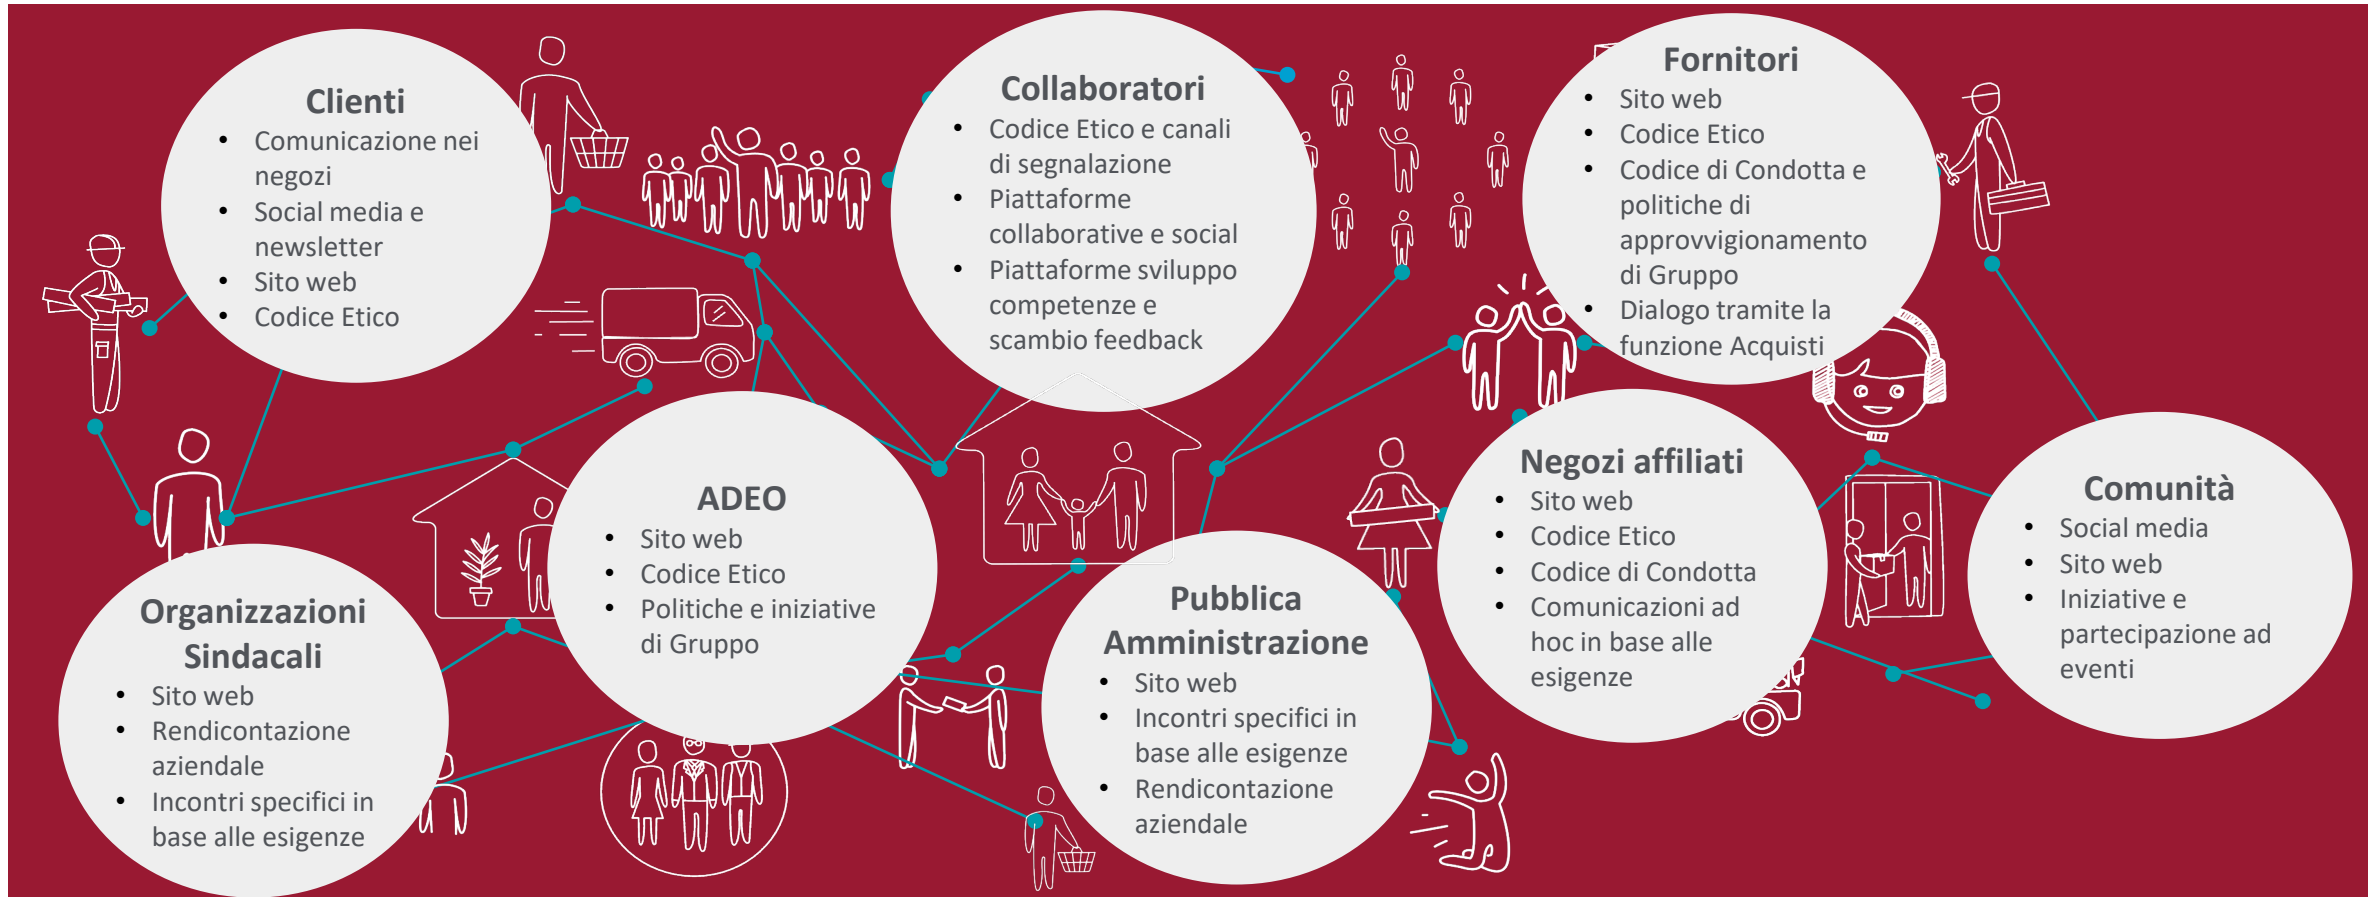 Clienti
• Comunicazione nei
negozi
• Social media e
newsletter
• Sito web
• Codice Etico
Collaboratori
• Codice Etico e canali
di segnalazione
• Piattaforme
collaborative e social
• Piattaforme sviluppo
competenze e
scambio feedback
Fornitori
• Sito web
• Codice Etico
• Codice di Condotta e
politiche di
approvvigionamento
di Gruppo
• Dialogo tramite la
funzione Acquisti
Organizzazioni
Sindacali
• Sito web
• Rendicontazione
aziendale
• Incontri specifici in
base alle esigenze
ADEO
• Sito web
• Codice Etico
• Politiche e iniziative
di Gruppo
Pubblica
Amministrazione
• Sito web
• Incontri specifici in
base alle esigenze
• Rendicontazione
aziendale
Negozi affiliati
• Sito web
• Codice Etico
• Codice di Condotta
• Comunicazioni ad
hoc in base alle
esigenze
Comunità
• Social media
• Sito web
• Iniziative e
partecipazione ad
eventi